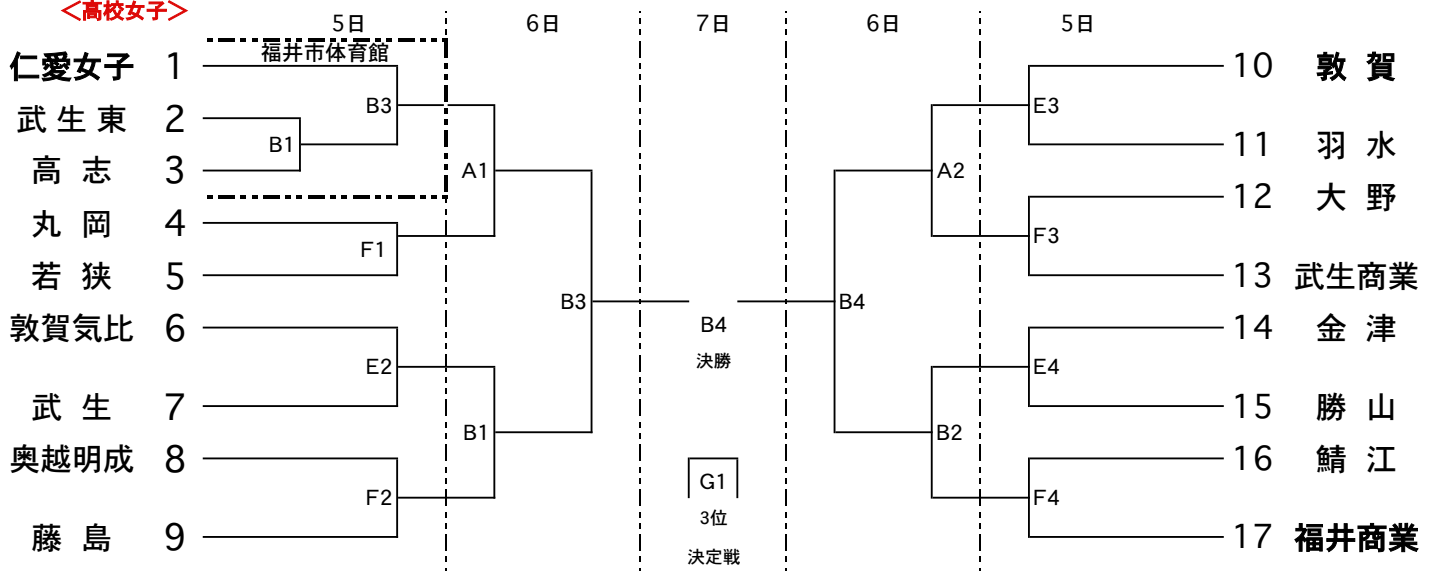 <高校女子>
5日 6日 7日 6日 5日
福井市体育館
仁愛女子 1
武生東 2
高志 3
丸岡 4
若狭 5
敦賀気比 6
武生 7
奥越明成 8
藤島 9
B3
B1
A1
F1
B3
E2
B1
F2
B4
決勝
G1
3位
決定戦
10 敦賀
11 羽水
12 大野
13 武生商業
14 金津
15 勝山
16 鯖江
17 福井商業
E3
A2
F3
B4
E4
B2
F4